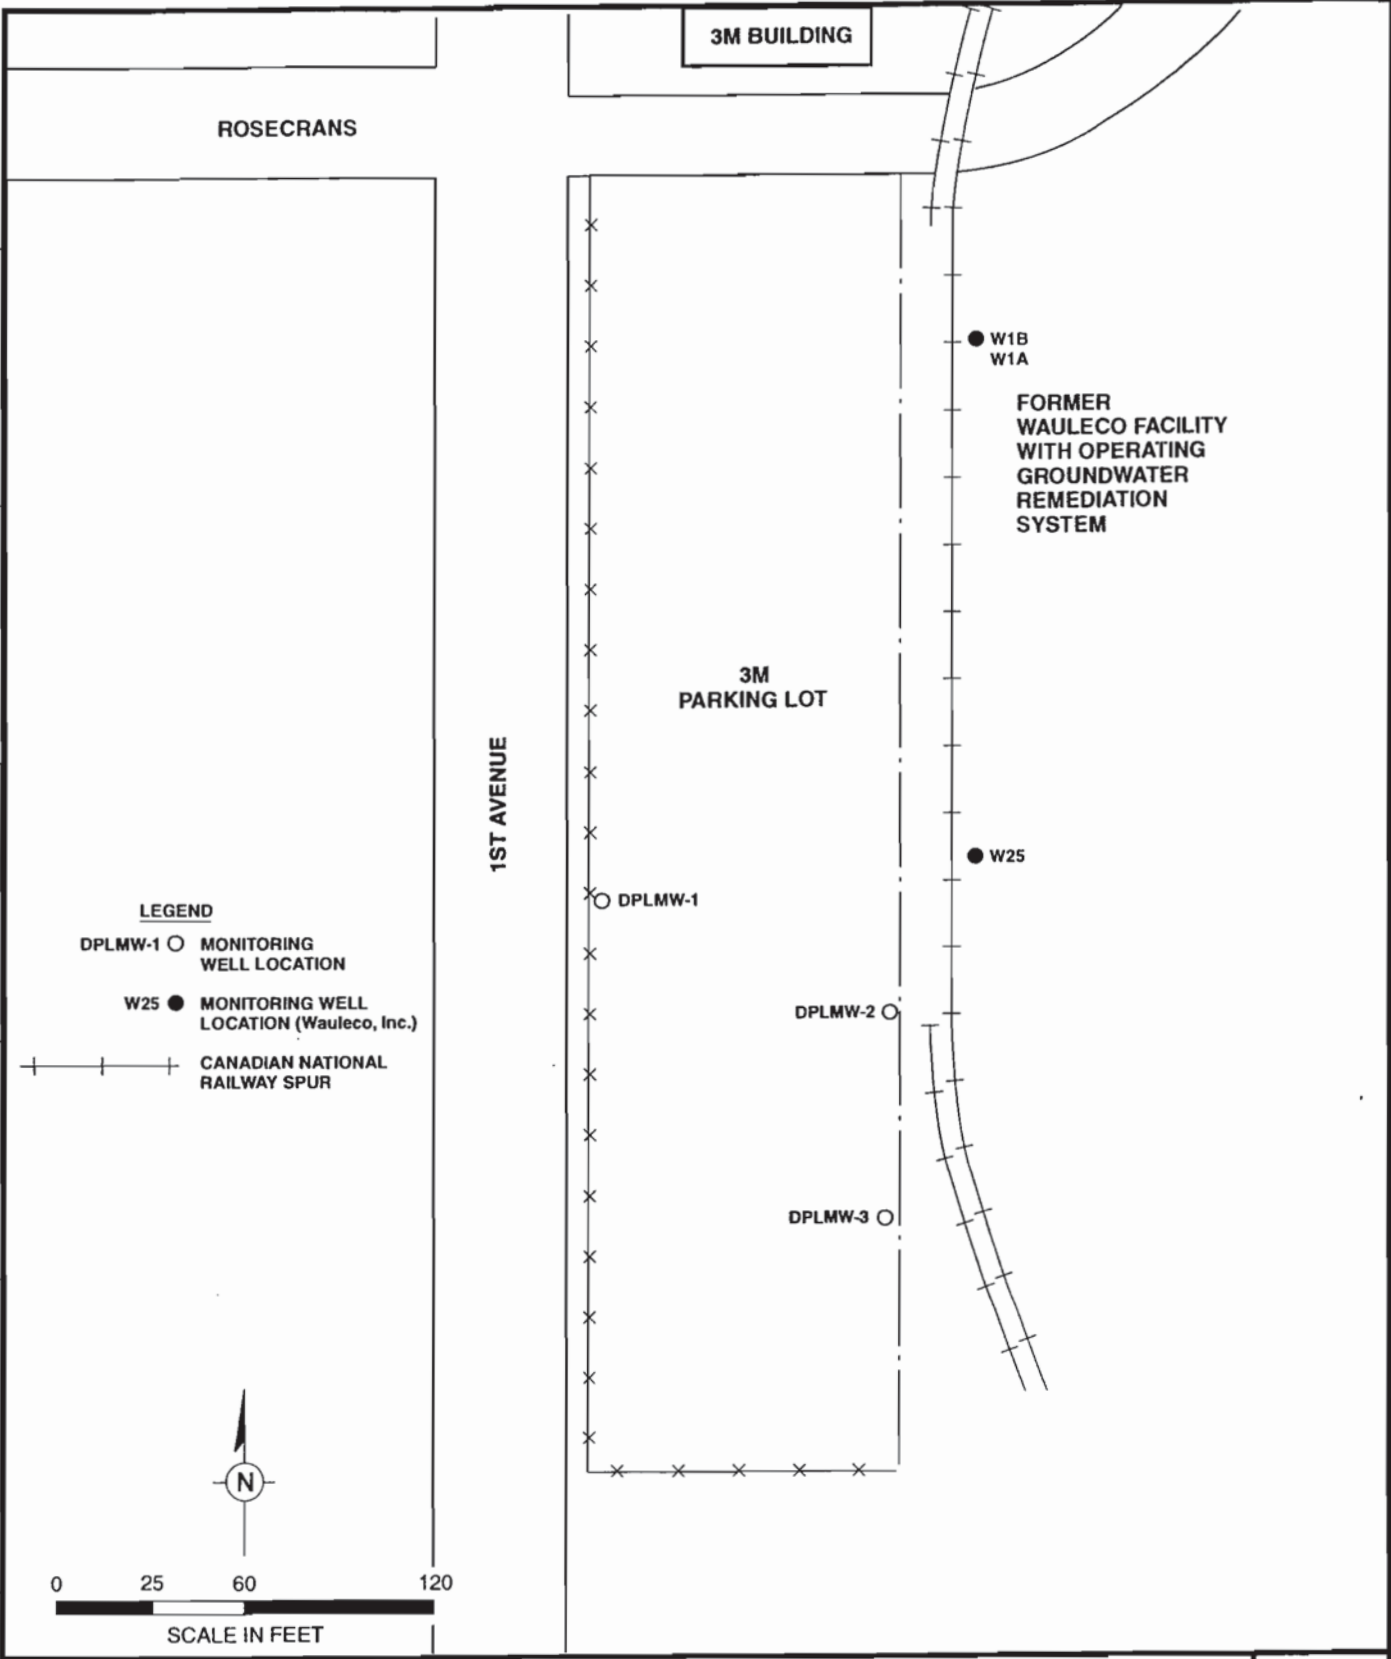 3M BUILDING
ROSECRANS
W1B
W1A
FORMER
WAULECO FACILITY
WITH OPERATING
GROUNDWATER
REMEDIATION
SYSTEM
3M
PARKING LOT
1ST AVENUE
W25
DPLMW-1
DPLMW-2
DPLMW-3
LEGEND
DPLMW-1 MONITORING
WELL LOCATION
W25 MONITORING WELL
LOCATION (Wauleco, Inc.)
CANADIAN NATIONAL
RAILWAY SPUR
N
0 25 60 120
SCALE IN FEET